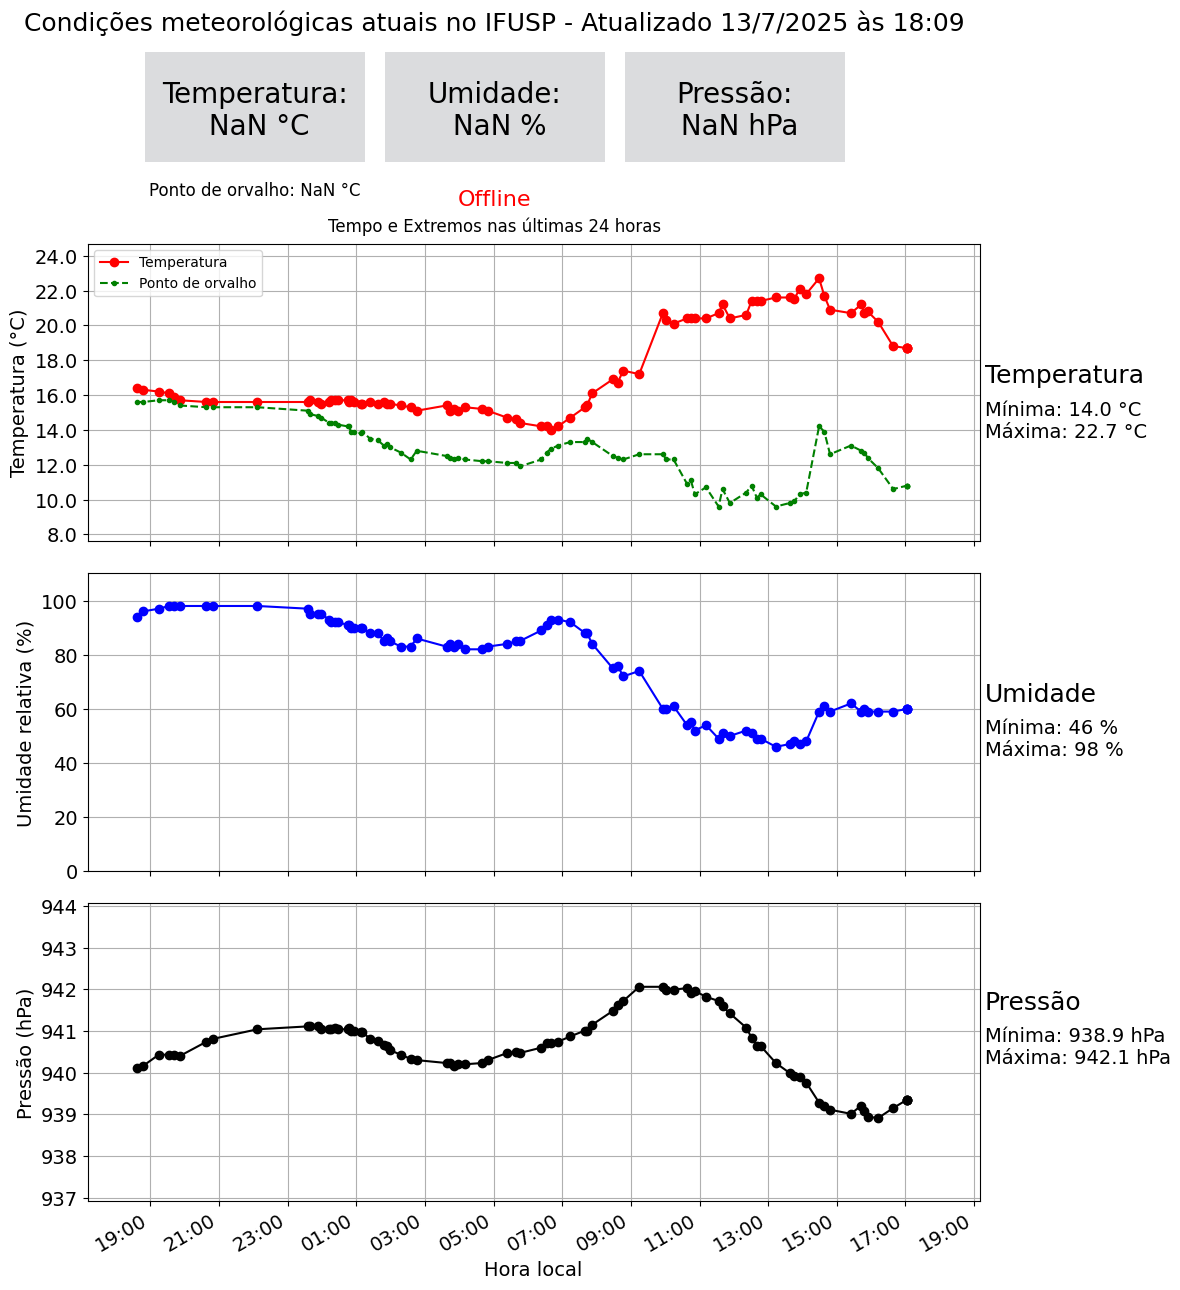 Condições meteorológicas atuais no IFUSP - Atualizado 13/7/2025 às 18:09
Temperatura:
NaN °C
Umidade:
NaN %
Pressão:
NaN hPa
Ponto de orvalho: NaN °C
Offline
Tempo e Extremos nas últimas 24 horas
Temperatura
Ponto de orvalho
24.0
22.0
20.0
18.0
16.0
14.0
12.0
10.0
8.0
Temperatura (°C)
Temperatura
Mínima: 14.0 °C
Máxima: 22.7 °C
100
80
60
40
20
0
Umidade relativa (%)
Umidade
Mínima: 46 %
Máxima: 98 %
944
943
942
941
940
939
938
937
Pressão (hPa)
Pressão
Mínima: 938.9 hPa
Máxima: 942.1 hPa
19:00
21:00
23:00
01:00
03:00
05:00
07:00
09:00
11:00
13:00
15:00
17:00
19:00
Hora local